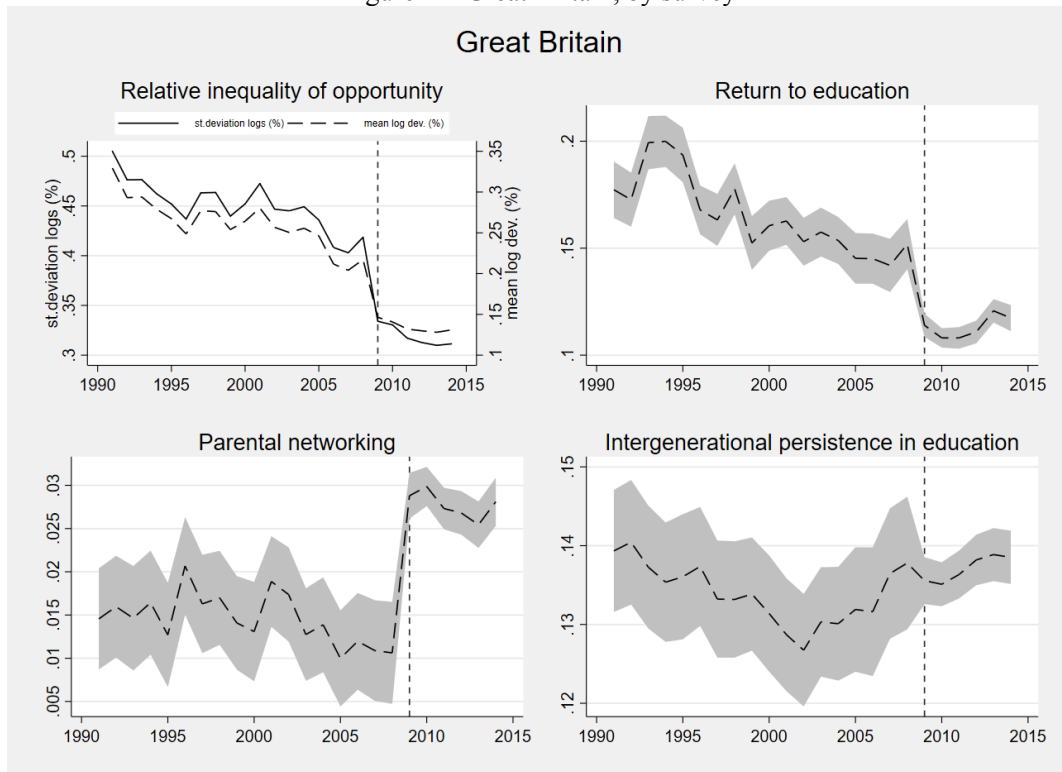 Great Britain
Relative inequality of opportunity
st.deviation logs (%) mean log dev. (%)
st.deviation logs (%)
.5
.45
.4
.35
.3
mean log dev. (%)
.35
.3
.25
.2
.15
.1
1990 1995 2000 2005 2010 2015
Return to education
.2
.15
.1
1990 1995 2000 2005 2010 2015
Parental networking
.03
.025
.02
.015
.01
.005
1990 1995 2000 2005 2010 2015
Intergenerational persistence in education
.15
.14
.13
.12
1990 1995 2000 2005 2010 2015